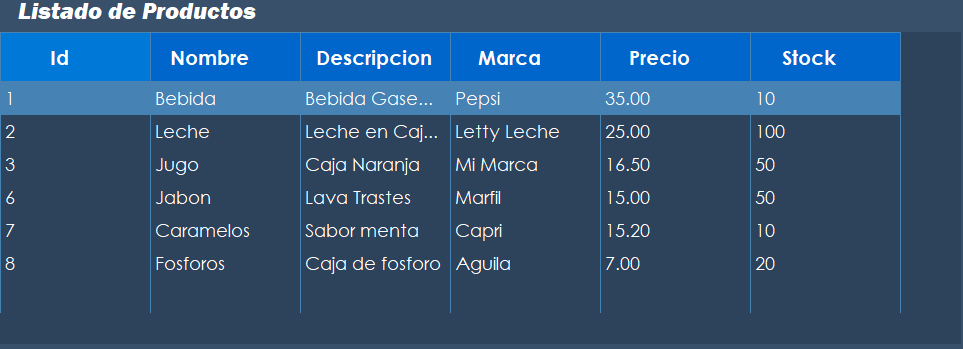 Listado de Productos
Id Nombre Descripcion Marca Precio Stock
1 Bebida Bebida Gase... Pepsi 35.00 10
2 Leche Leche en Caj... Letty Leche 25.00 100
3 Jugo Caja Naranja Mi Marca 16.50 50
6 Jabon Lava Trastes Marfil 15.00 50
7 Caramelos Sabor menta Capri 15.20 10
8 Fosforos Caja de fosforo Aguila 7.00 20